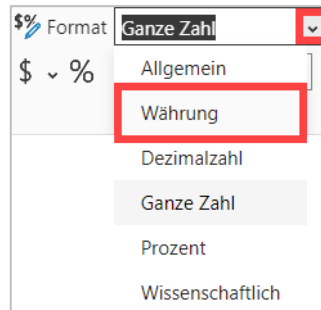 $% Format Ganze Zahl
$ % Allgemein
Währung
Dezimalzahl
Ganze Zahl
Prozent
Wissenschaftlich